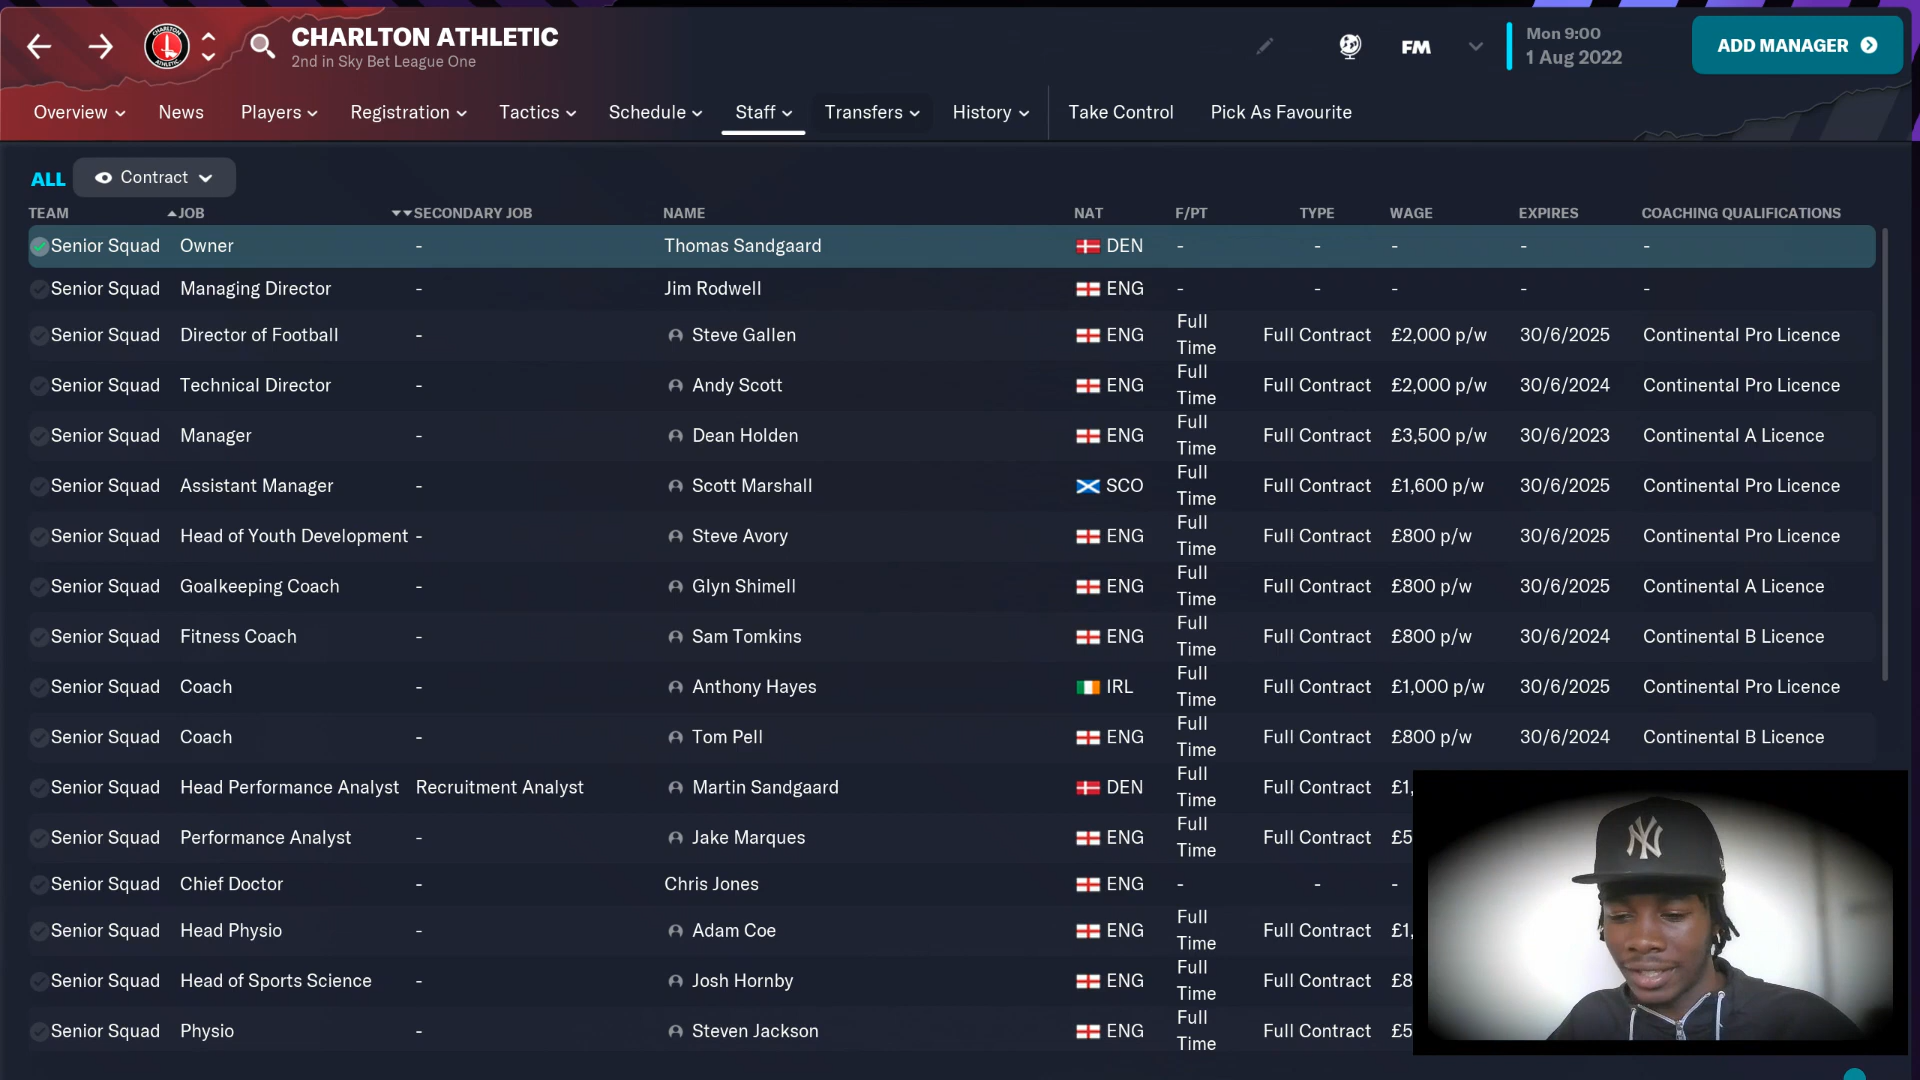 CHARLTON ATHLETIC
2nd in Sky Bet League One
FM
Mon 9:00
1 Aug 2022
ADD MANAGER
Overview News Players Registration Tactics Schedule Staff Transfers History Take Control Pick As Favourite
ALL Contract
TEAM JOB SECONDARY JOB NAME NAT F/PT TYPE WAGE EXPIRES COACHING QUALIFICATIONS
Senior Squad Owner - Thomas Sandgaard DEN - - - - -
Senior Squad Managing Director - Jim Rodwell ENG - - - - -
Senior Squad Director of Football - Steve Gallen ENG Full Time Full Contract £2,000 p/w 30/6/2025 Continental Pro Licence
Senior Squad Technical Director - Andy Scott ENG Full Time Full Contract £2,000 p/w 30/6/2024 Continental Pro Licence
Senior Squad Manager - Dean Holden ENG Full Time Full Contract £3,500 p/w 30/6/2023 Continental A Licence
Senior Squad Assistant Manager - Scott Marshall SCO Full Time Full Contract £1,600 p/w 30/6/2025 Continental Pro Licence
Senior Squad Head of Youth Development - Steve Avory ENG Full Time Full Contract £800 p/w 30/6/2025 Continental Pro Licence
Senior Squad Goalkeeping Coach - Glyn Shimell ENG Full Time Full Contract £800 p/w 30/6/2025 Continental A Licence
Senior Squad Fitness Coach - Sam Tomkins ENG Full Time Full Contract £800 p/w 30/6/2024 Continental B Licence
Senior Squad Coach - Anthony Hayes IRL Full Time Full Contract £1,000 p/w 30/6/2025 Continental Pro Licence
Senior Squad Coach - Tom Pell ENG Full Time Full Contract £800 p/w 30/6/2024 Continental B Licence
Senior Squad Head Performance Analyst Recruitment Analyst Martin Sandgaard DEN Full Time Full Contract £1,
Senior Squad Performance Analyst - Jake Marques ENG Full Time Full Contract £5
Senior Squad Chief Doctor - Chris Jones ENG - - -
Senior Squad Head Physio - Adam Coe ENG Full Time Full Contract £1,
Senior Squad Head of Sports Science - Josh Hornby ENG Full Time Full Contract £8
Senior Squad Physio - Steven Jackson ENG Full Time Full Contract £5
NY